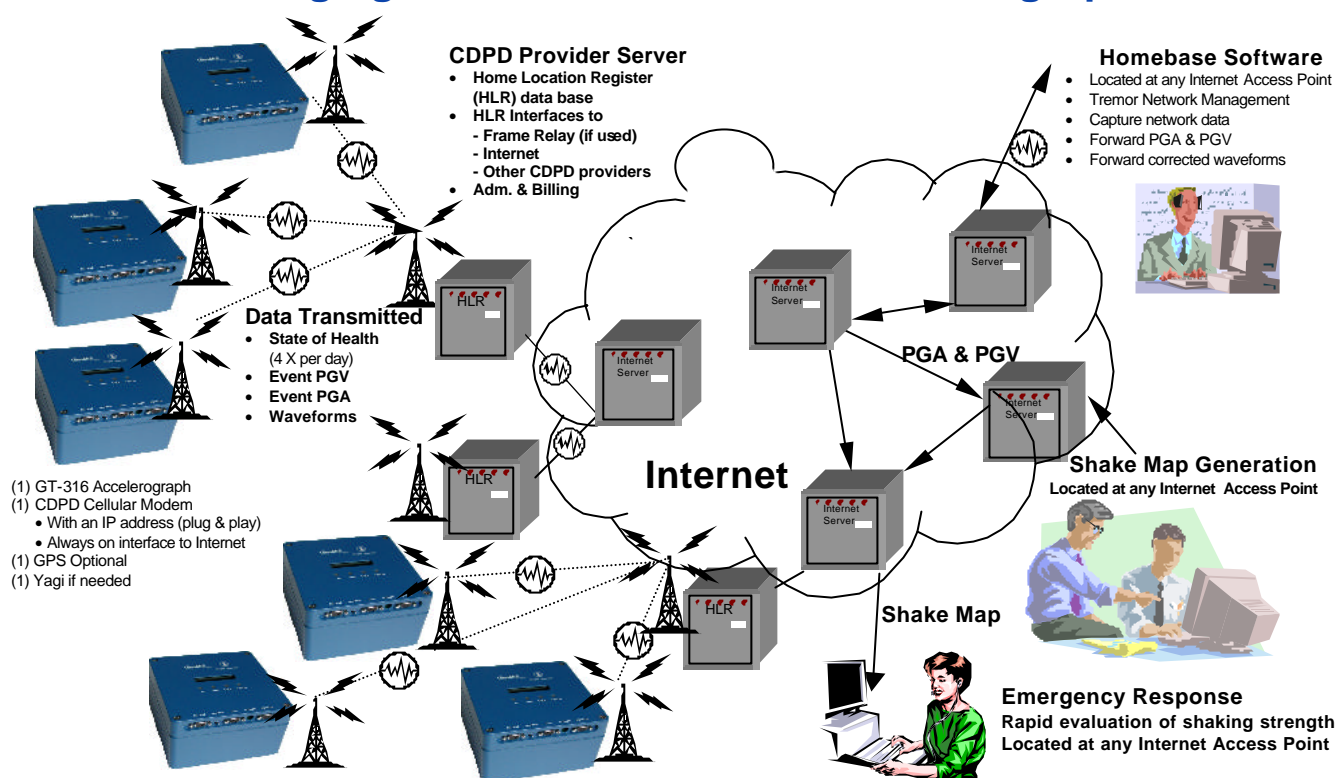 CDPD Provider Server
• Home Location Register
(HLR) data base
• HLR Interfaces to
- Frame Relay (if used)
- Internet
- Other CDPD providers
• Adm. & Billing
Homebase Software
• Located at any Internet Access Point
• Tremor Network Management
• Capture network data
• Forward PGA & PGV
• Forward corrected waveforms
Internet
Server
Internet
Server
HLR
Data Transmitted
• State of Health
(4 X per day)
• Event PGV
• Event PGA
• Waveforms
Internet
Server
PGA & PGV
Internet
Server
HLR
Internet
Shake Map Generation
Located at any Internet Access Point
(1) GT-316 Accelerograph
(1) CDPD Cellular Modem
• With an IP address (plug & play)
• Always on interface to Internet
(1) GPS Optional
(1) Yagi if needed
Internet
Server
HLR
Shake Map
Emergency Response
Rapid evaluation of shaking strength
Located at any Internet Access Point